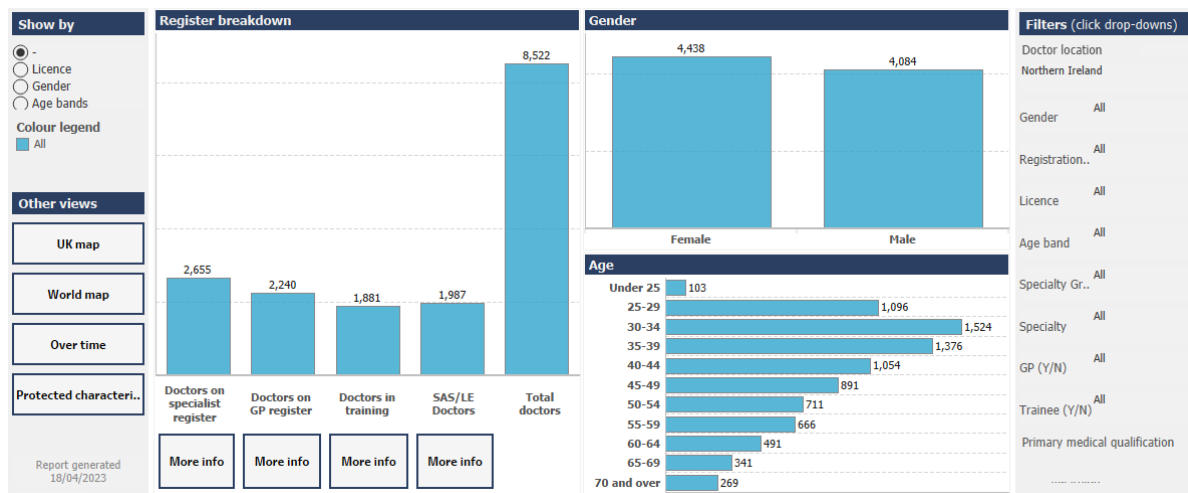 Show by
-
Licence
Gender
Age bands
Colour legend
All
Other views
UK map
World map
Over time
Protected characteri..
Report generated
18/04/2023
Register breakdown
2,655
2,240
1,881
1,987
8,522
Doctors on
specialist
register
Doctors on
GP register
Doctors in
training
SAS/LE
Doctors
Total
doctors
More info
More info
More info
More info
Gender
4,438
4,084
Female
Male
Age
Under 25 103
25-29 1,096
30-34 1,524
35-39 1,376
40-44 1,054
45-49 891
50-54 711
55-59 666
60-64 491
65-69 341
70 and over 269
Filters (click drop-downs)
Doctor location
Northern Ireland
Gender All
Registration.. All
Licence All
Age band All
Specialty Gr.. All
Specialty All
GP (Y/N) All
Trainee (Y/N) All
Primary medical qualification